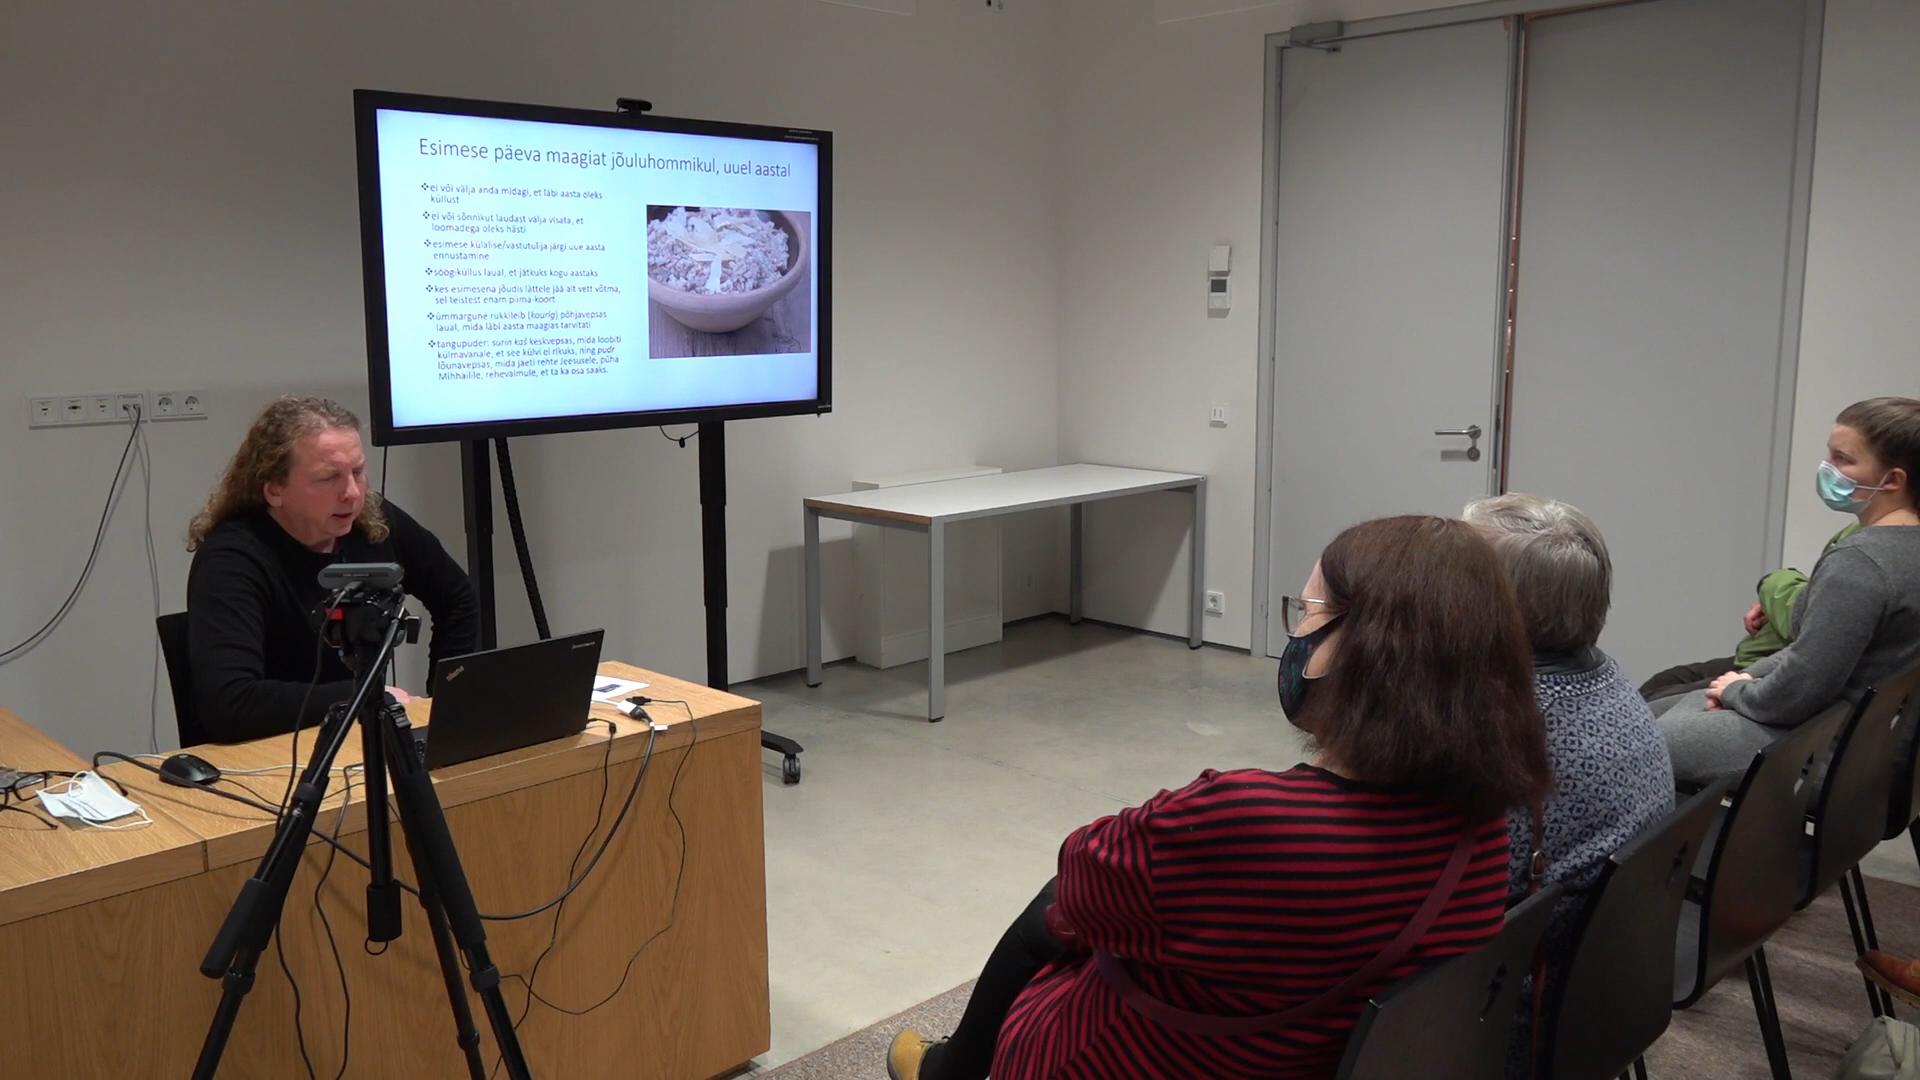 Esimese päeva maagiat jõuluhommikul, uuel aastal
❖ei või välja anda midagi, et läbi aasta oleks
küllust
❖ei või sõnnikut laudast välja visata, et
loomadega oleks hästi
❖esimese külalise/vastutulija järgi uue aasta
ennustamine
❖söögiküllus laual, et jätkuks kogu aastaks
❖kes esimesena jõudis lättele jää alt vett võtma,
sel teistest enam piima-koort
❖ümmargune rukkileib (kourig) põhjavepsas
laual, mida läbi aasta maagias tarvitati
❖tangupuder: surin kaš keskvepsas, mida loobiti
külmavanale, et see külvi ei rikuks, ning pudr
lõunavepsas, mida jäeti rehte Jeesusele, püha
Mihhailile, rehevaimule, et ta ka osa saaks.
ThinkPad